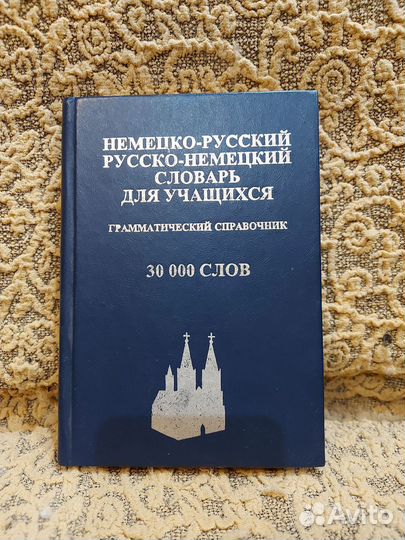 НЕМЕЦКО-РУССКИЙ
РУССКО-НЕМЕЦКИЙ
СЛОВАРЬ
ДЛЯ УЧАЩИХСЯ
ГРАММАТИЧЕСКИЙ СПРАВОЧНИК
30 000 СЛОВ
Avito